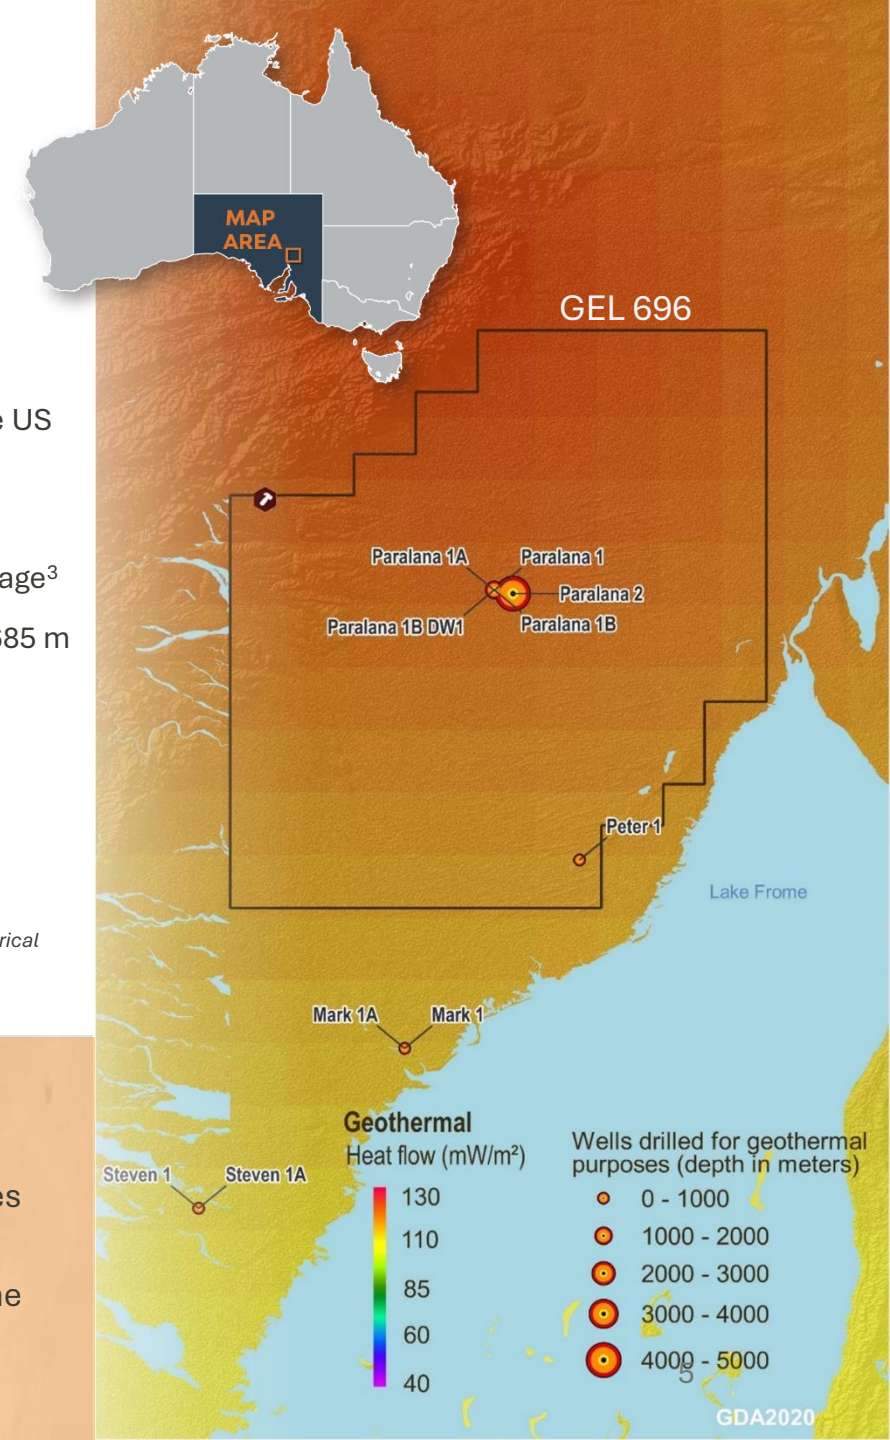 MAP
AREA
GEL 696
e US
age³
685 m
rical
es
ne
Paralana 1A
Paralana 1
Paralana 2
Paralana 1B DW1
Paralana 1B
Peter 1
Lake Frome
Mark 1A
Mark 1
Steven 1
Steven 1A
Geothermal
Heat flow (mW/m²)
130
110
85
60
40
Wells drilled for geothermal
purposes (depth in meters)
0 - 1000
1000 - 2000
2000 - 3000
3000 - 4000
4000 - 5000
5
GDA2020